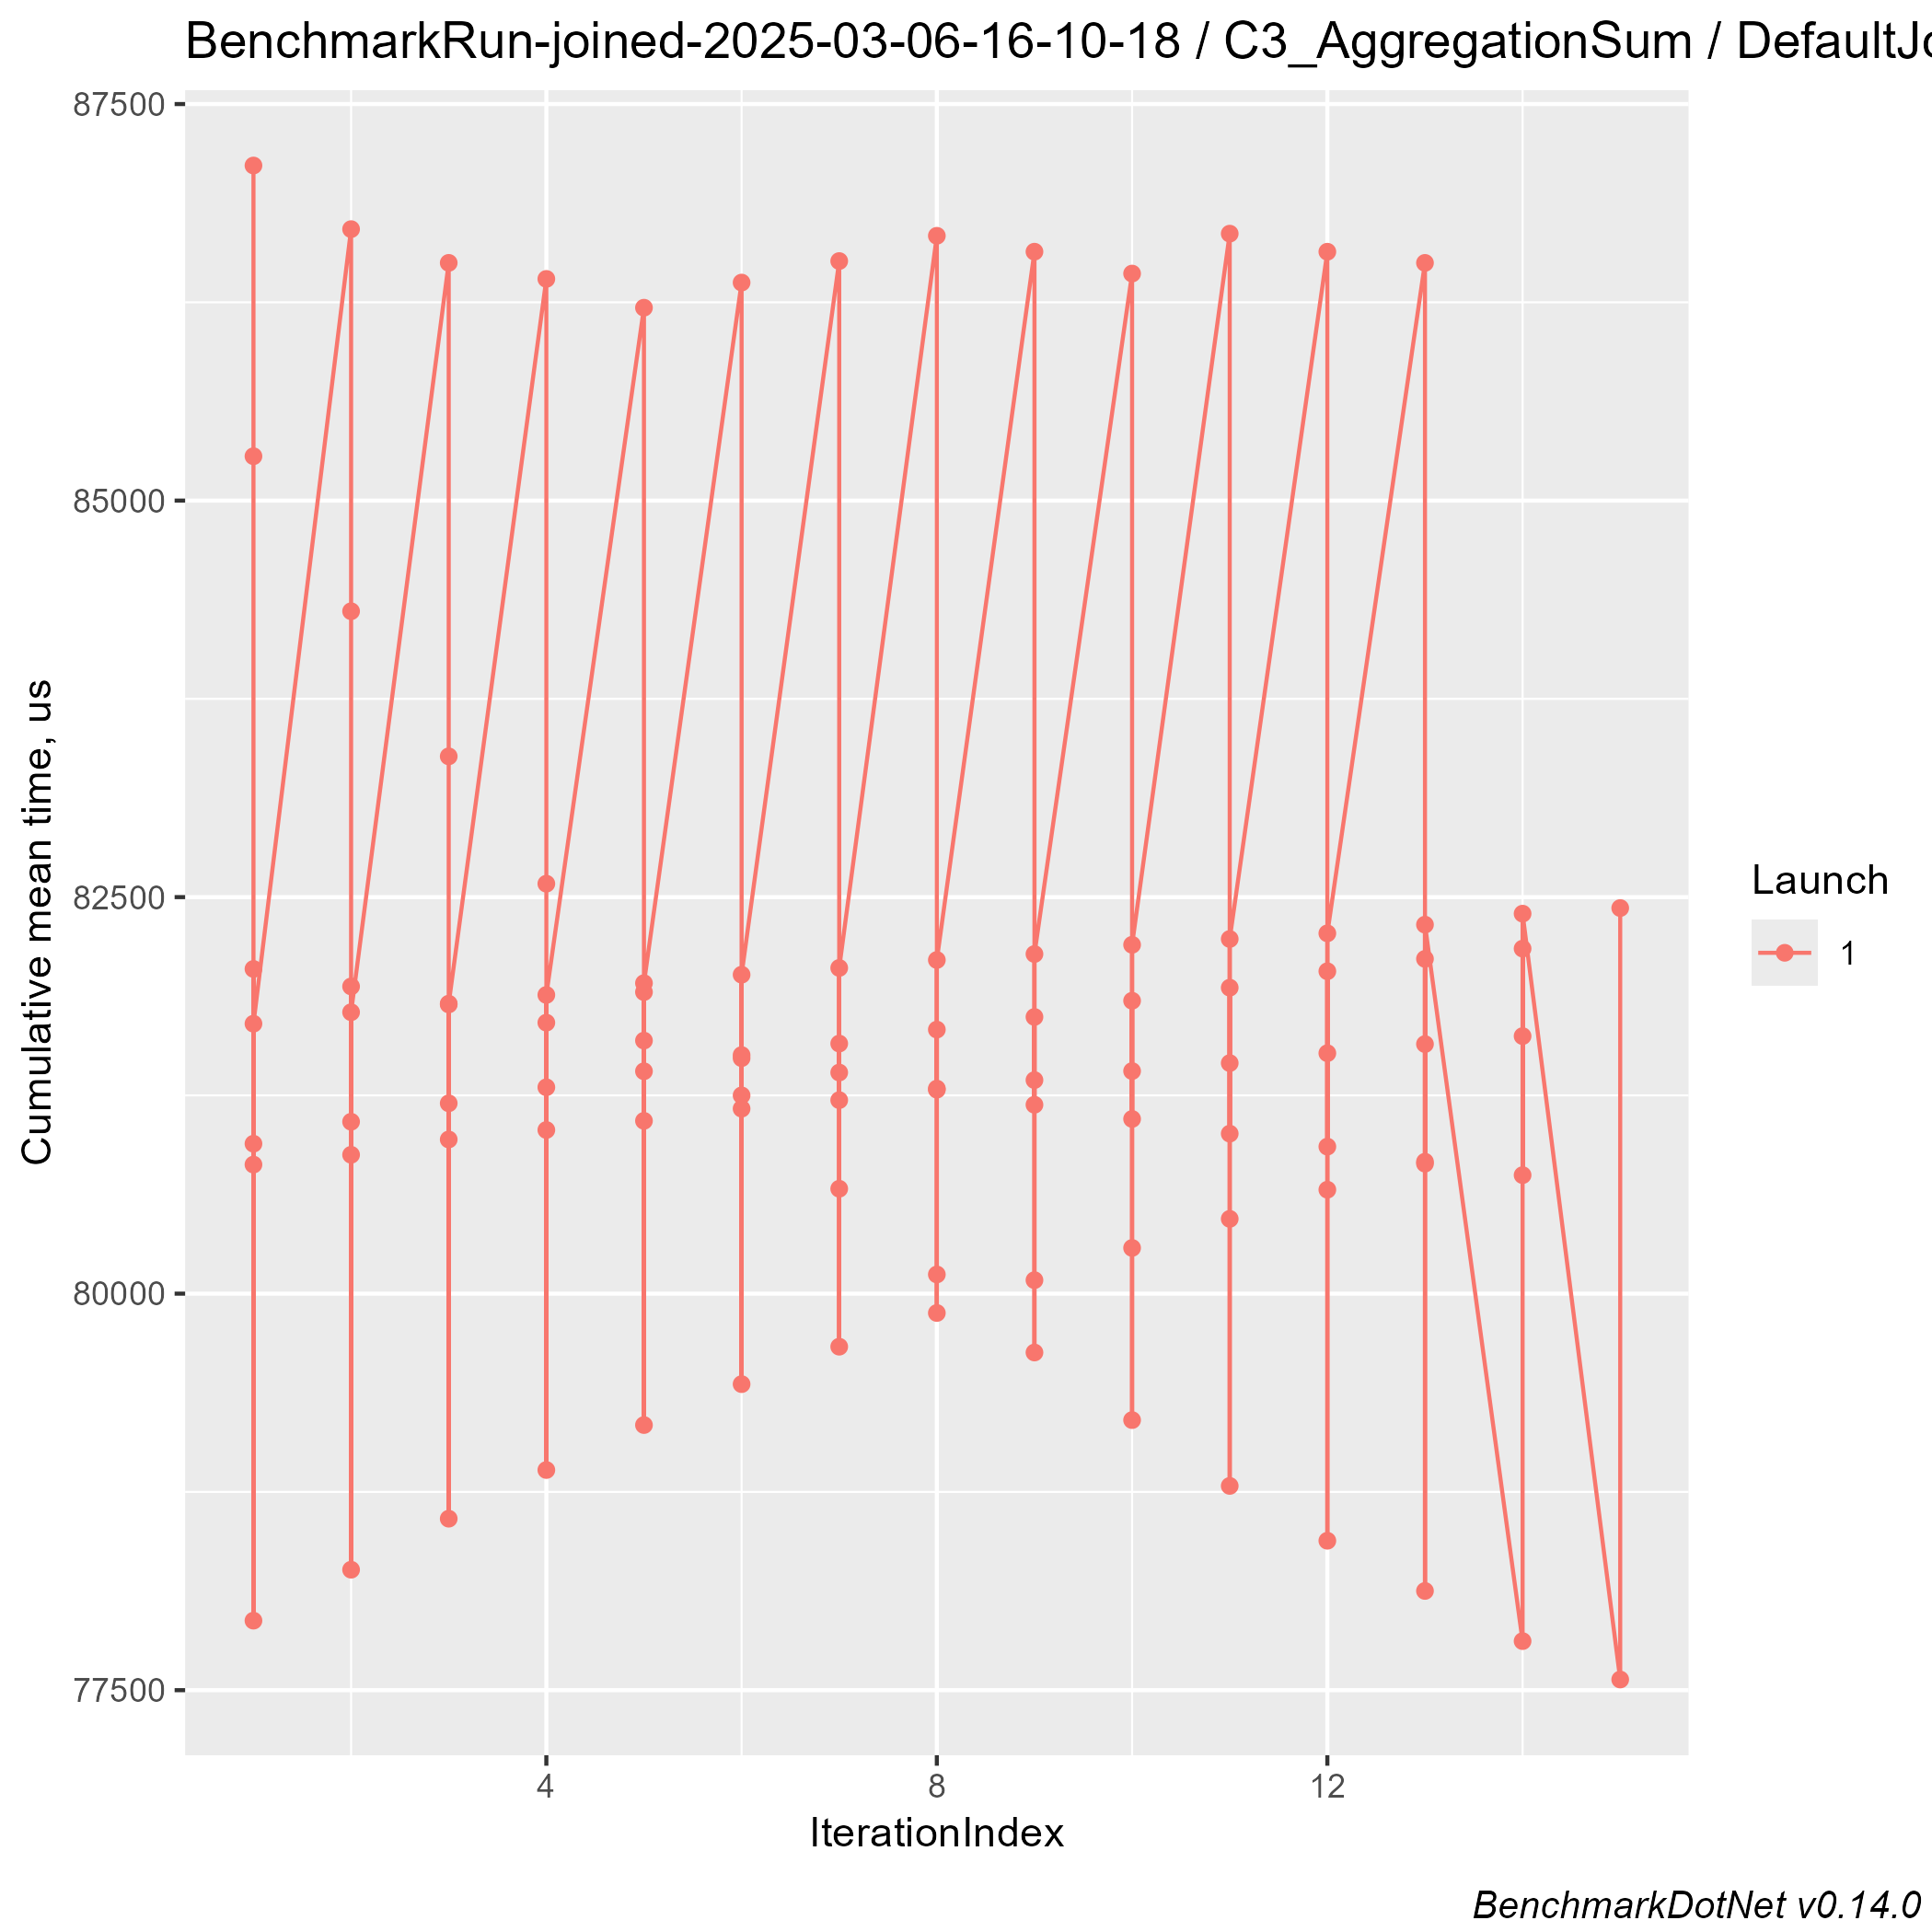 BenchmarkRun-joined-2025-03-06-16-10-18 / C3_AggregationSum / DefaultJo
87500
85000
82500
80000
77500
Cumulative mean time, us
4
8
12
IterationIndex
Launch
1
BenchmarkDotNet v0.14.0